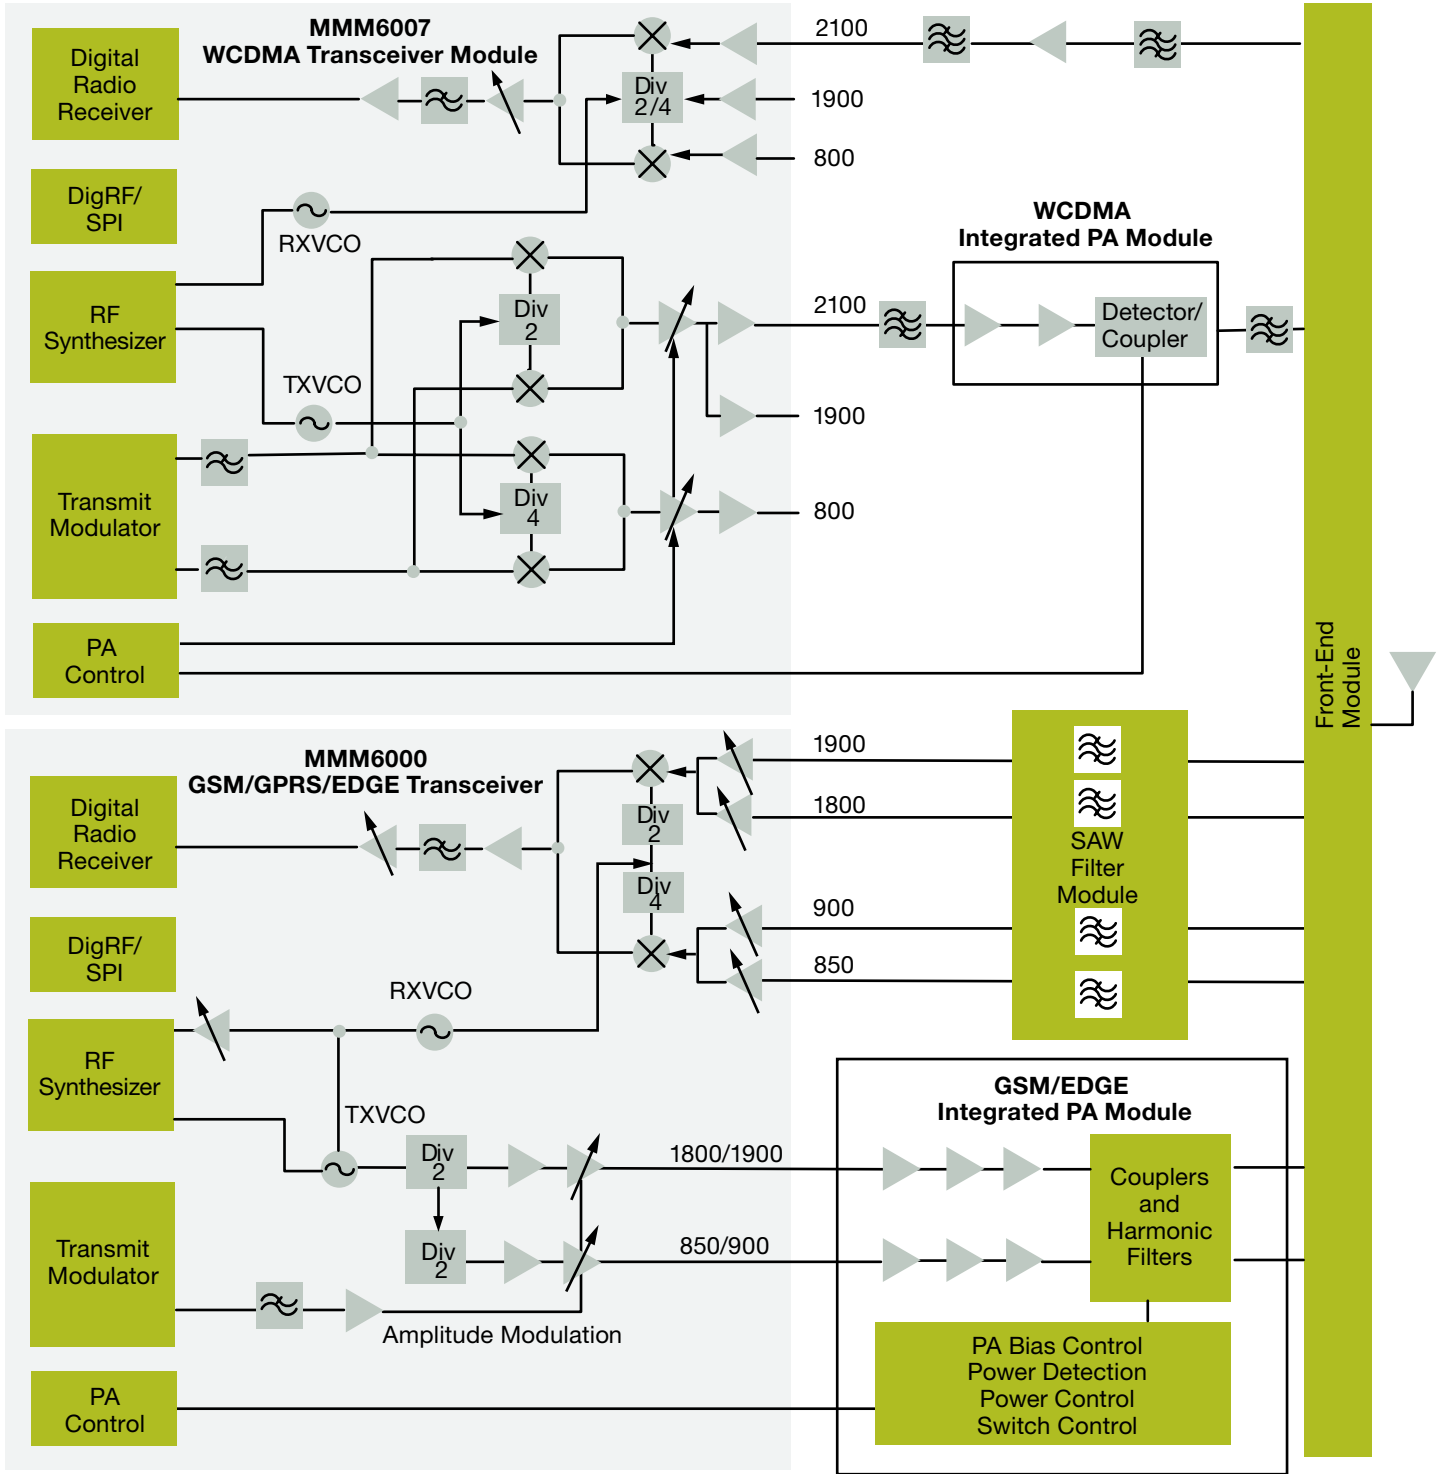 MMM6007
WCDMA Transceiver Module
Digital
Radio
Receiver
DigRF/
SPI
RF
Synthesizer
Transmit
Modulator
PA
Control
RXVCO
TXVCO
Div
2/4
2100
1900
800
Div
2
Div
4
2100
1900
800
WCDMA
Integrated PA Module
Detector/
Coupler
Front-End
Module
MMM6000
GSM/GPRS/EDGE Transceiver
Digital
Radio
Receiver
DigRF/
SPI
RF
Synthesizer
Transmit
Modulator
PA
Control
Div
2
Div
4
1900
1800
900
850
SAW
Filter
Module
RXVCO
TXVCO
Div
2
Div
2
1800/1900
850/900
Amplitude Modulation
GSM/EDGE
Integrated PA Module
Couplers
and
Harmonic
Filters
PA Bias Control
Power Detection
Power Control
Switch Control